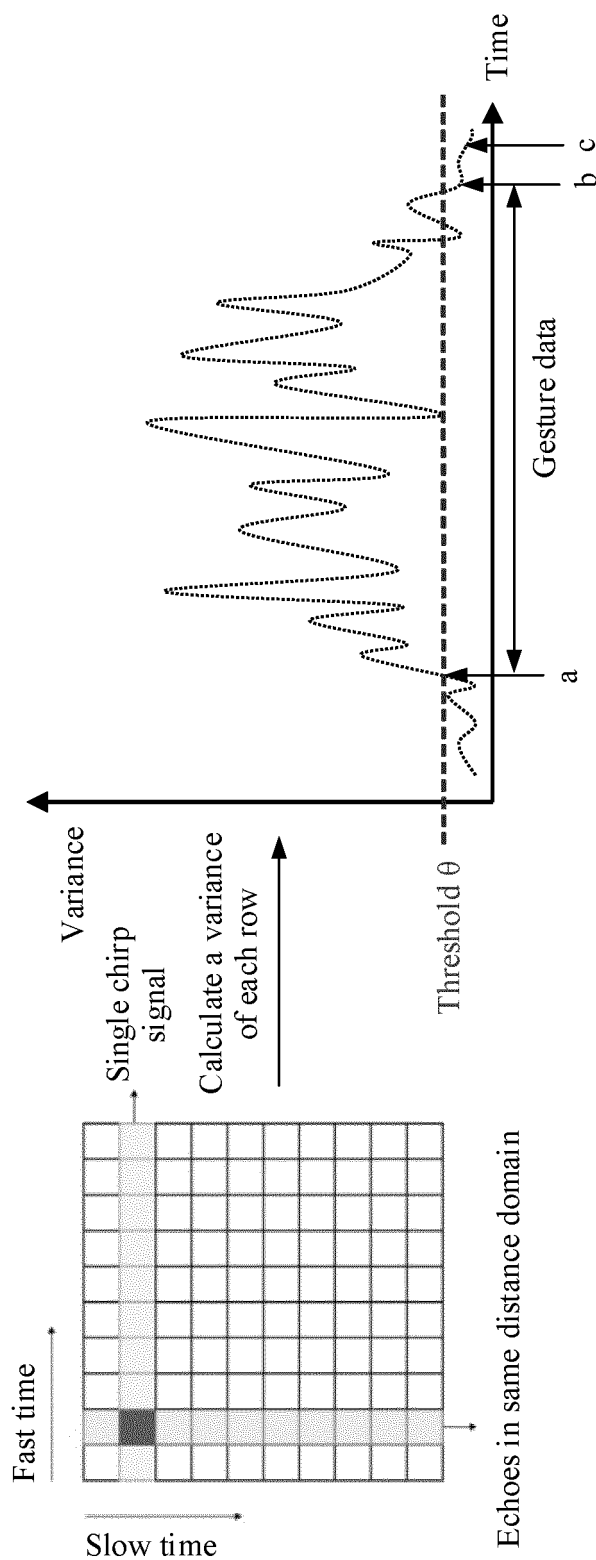 Fast time
Slow time
Single chirp
signal
Echoes in same distance domain
Calculate a variance
of each row
Variance
Threshold θ
Time
a
b
c
Gesture data